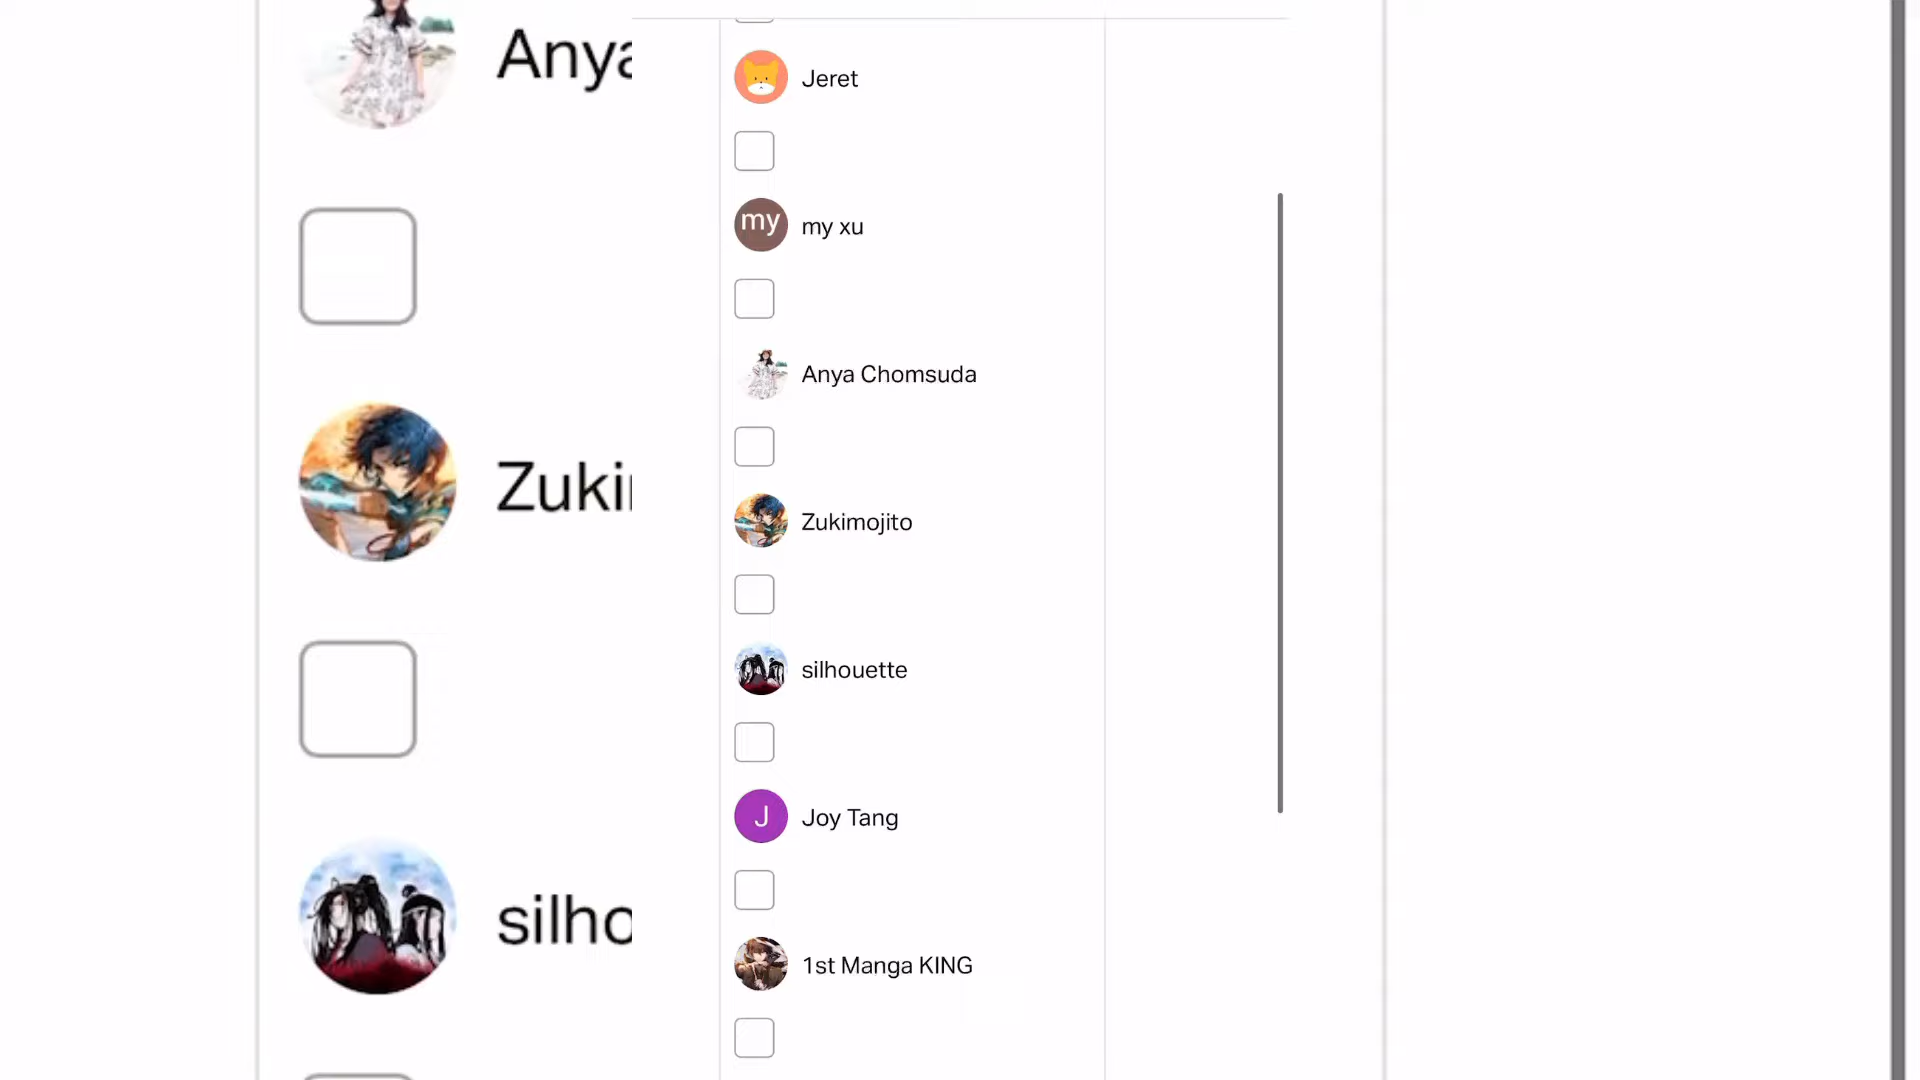 Anya
Zuki
silho
Jeret
my
my xu
Anya Chomsuda
Zukimojito
silhouette
J
Joy Tang
1st Manga KING